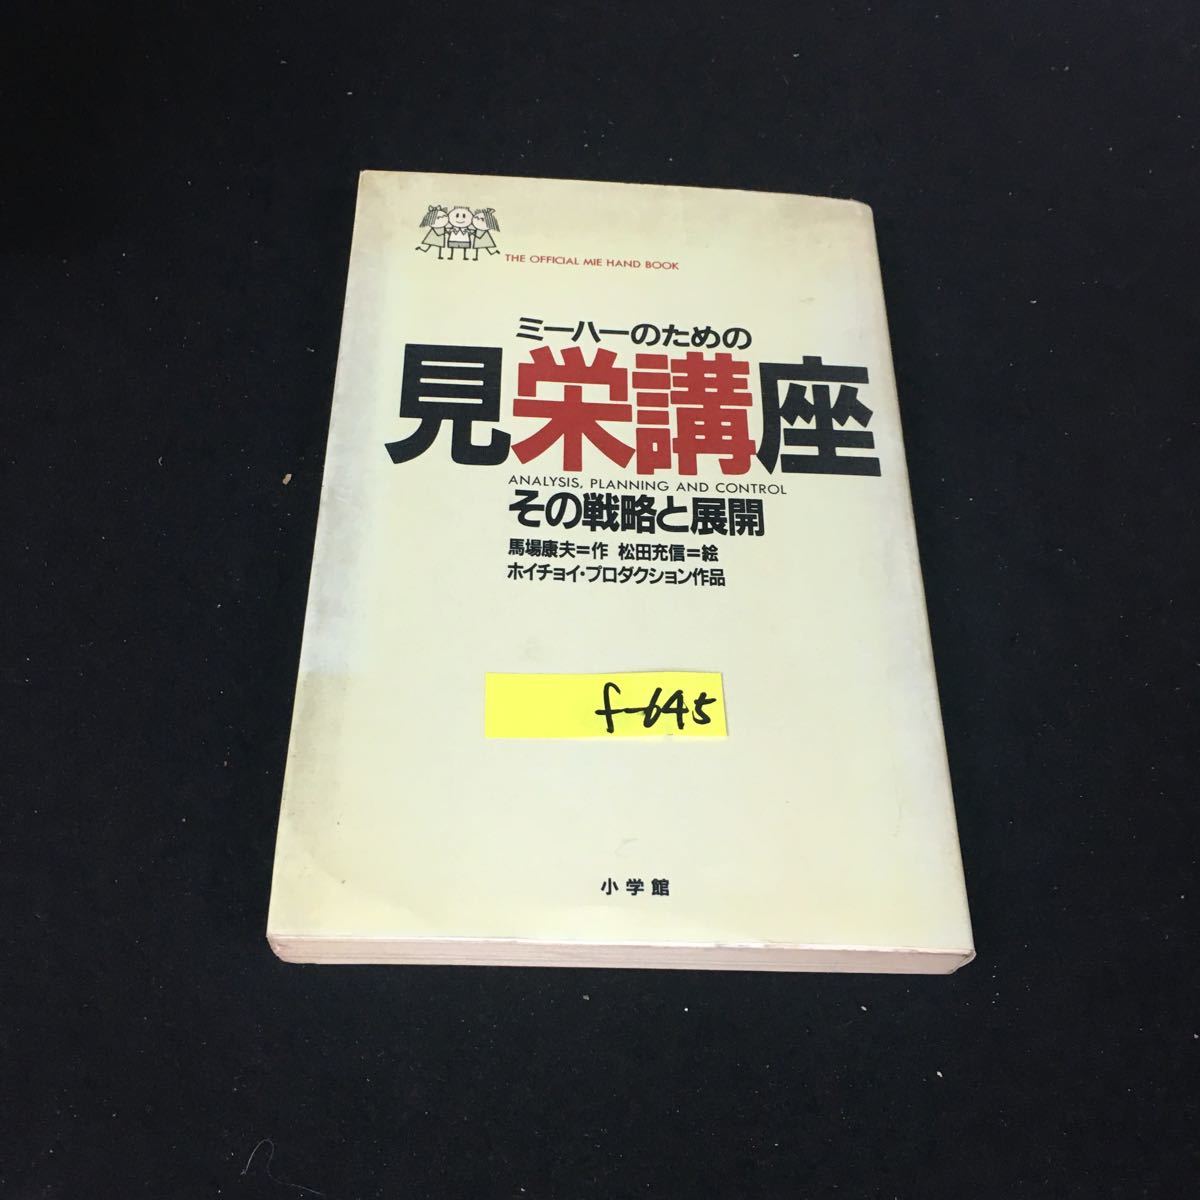 THE OFFICIAL MIE HAND BOOK
ミーハーのための
見栄講座
ANALYSIS, PLANNING AND CONTROL
その戦略と展開
馬場康夫=作 松田充信=絵
ホイチョイ・プロダクション作品
f-645
小学館